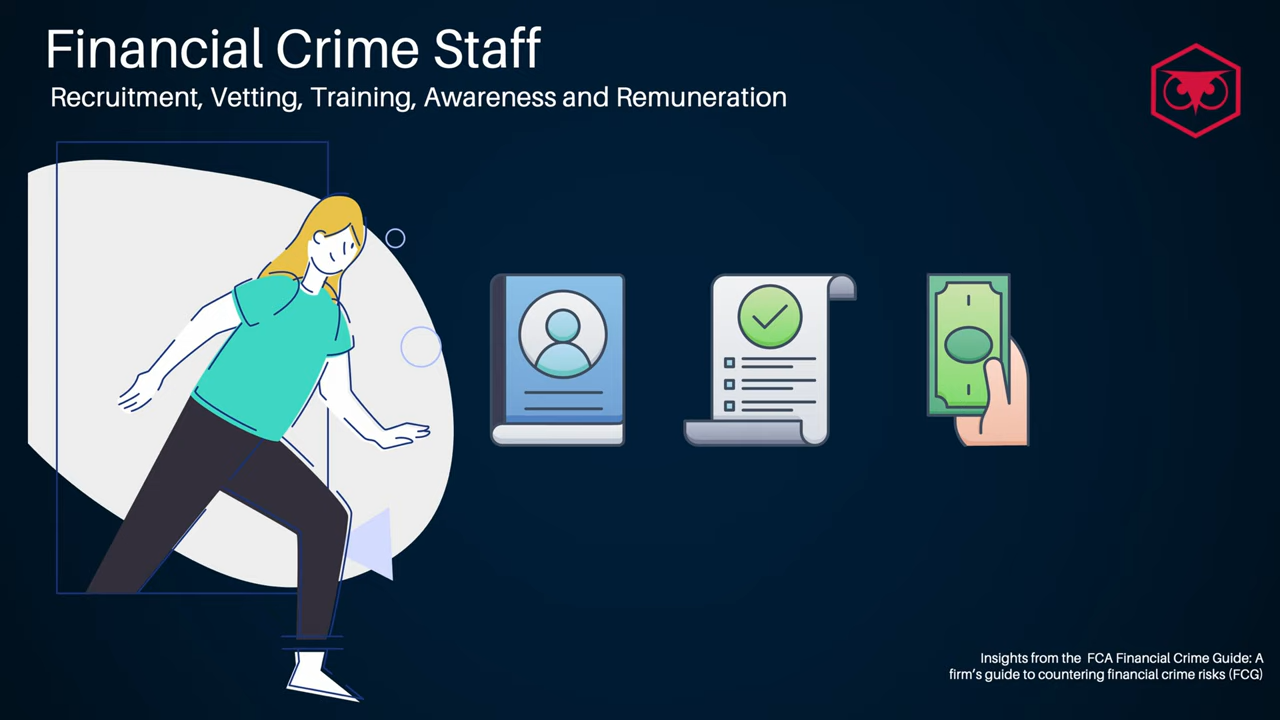 Financial Crime Staff
Recruitment, Vetting, Training, Awareness and Remuneration
Insights from the FCA Financial Crime Guide: A
firm's guide to countering financial crime risks (FCG)